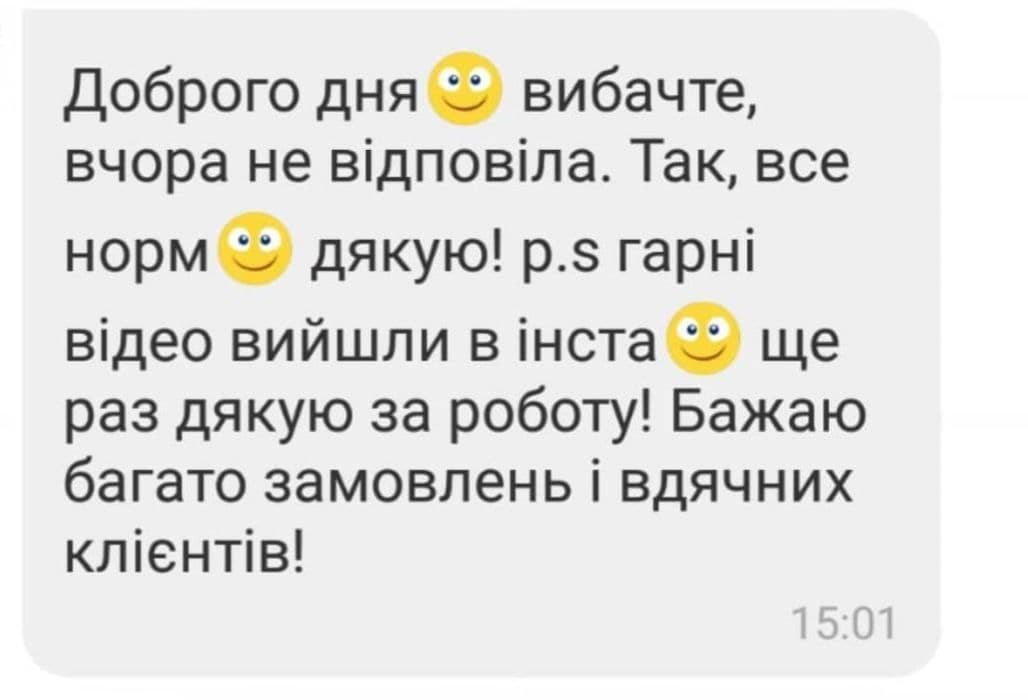 Доброго дня🙂 вибачте,
вчора не відповіла. Так, все
норм🙂 дякую! p.s гарні
відео вийшли в інста🙂 ще
раз дякую за роботу! Бажаю
багато замовлень і вдячних
клієнтів!
15:01